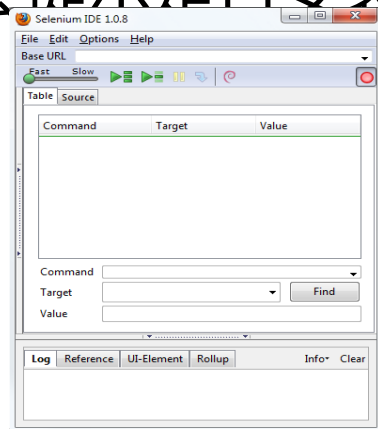 Selenium IDE 1.0.8
File Edit Options Help
Base URL
Fast Slow
Table Source
Command Target Value
Command
Target Find
Value
Log Reference UI-Element Rollup Info Clear